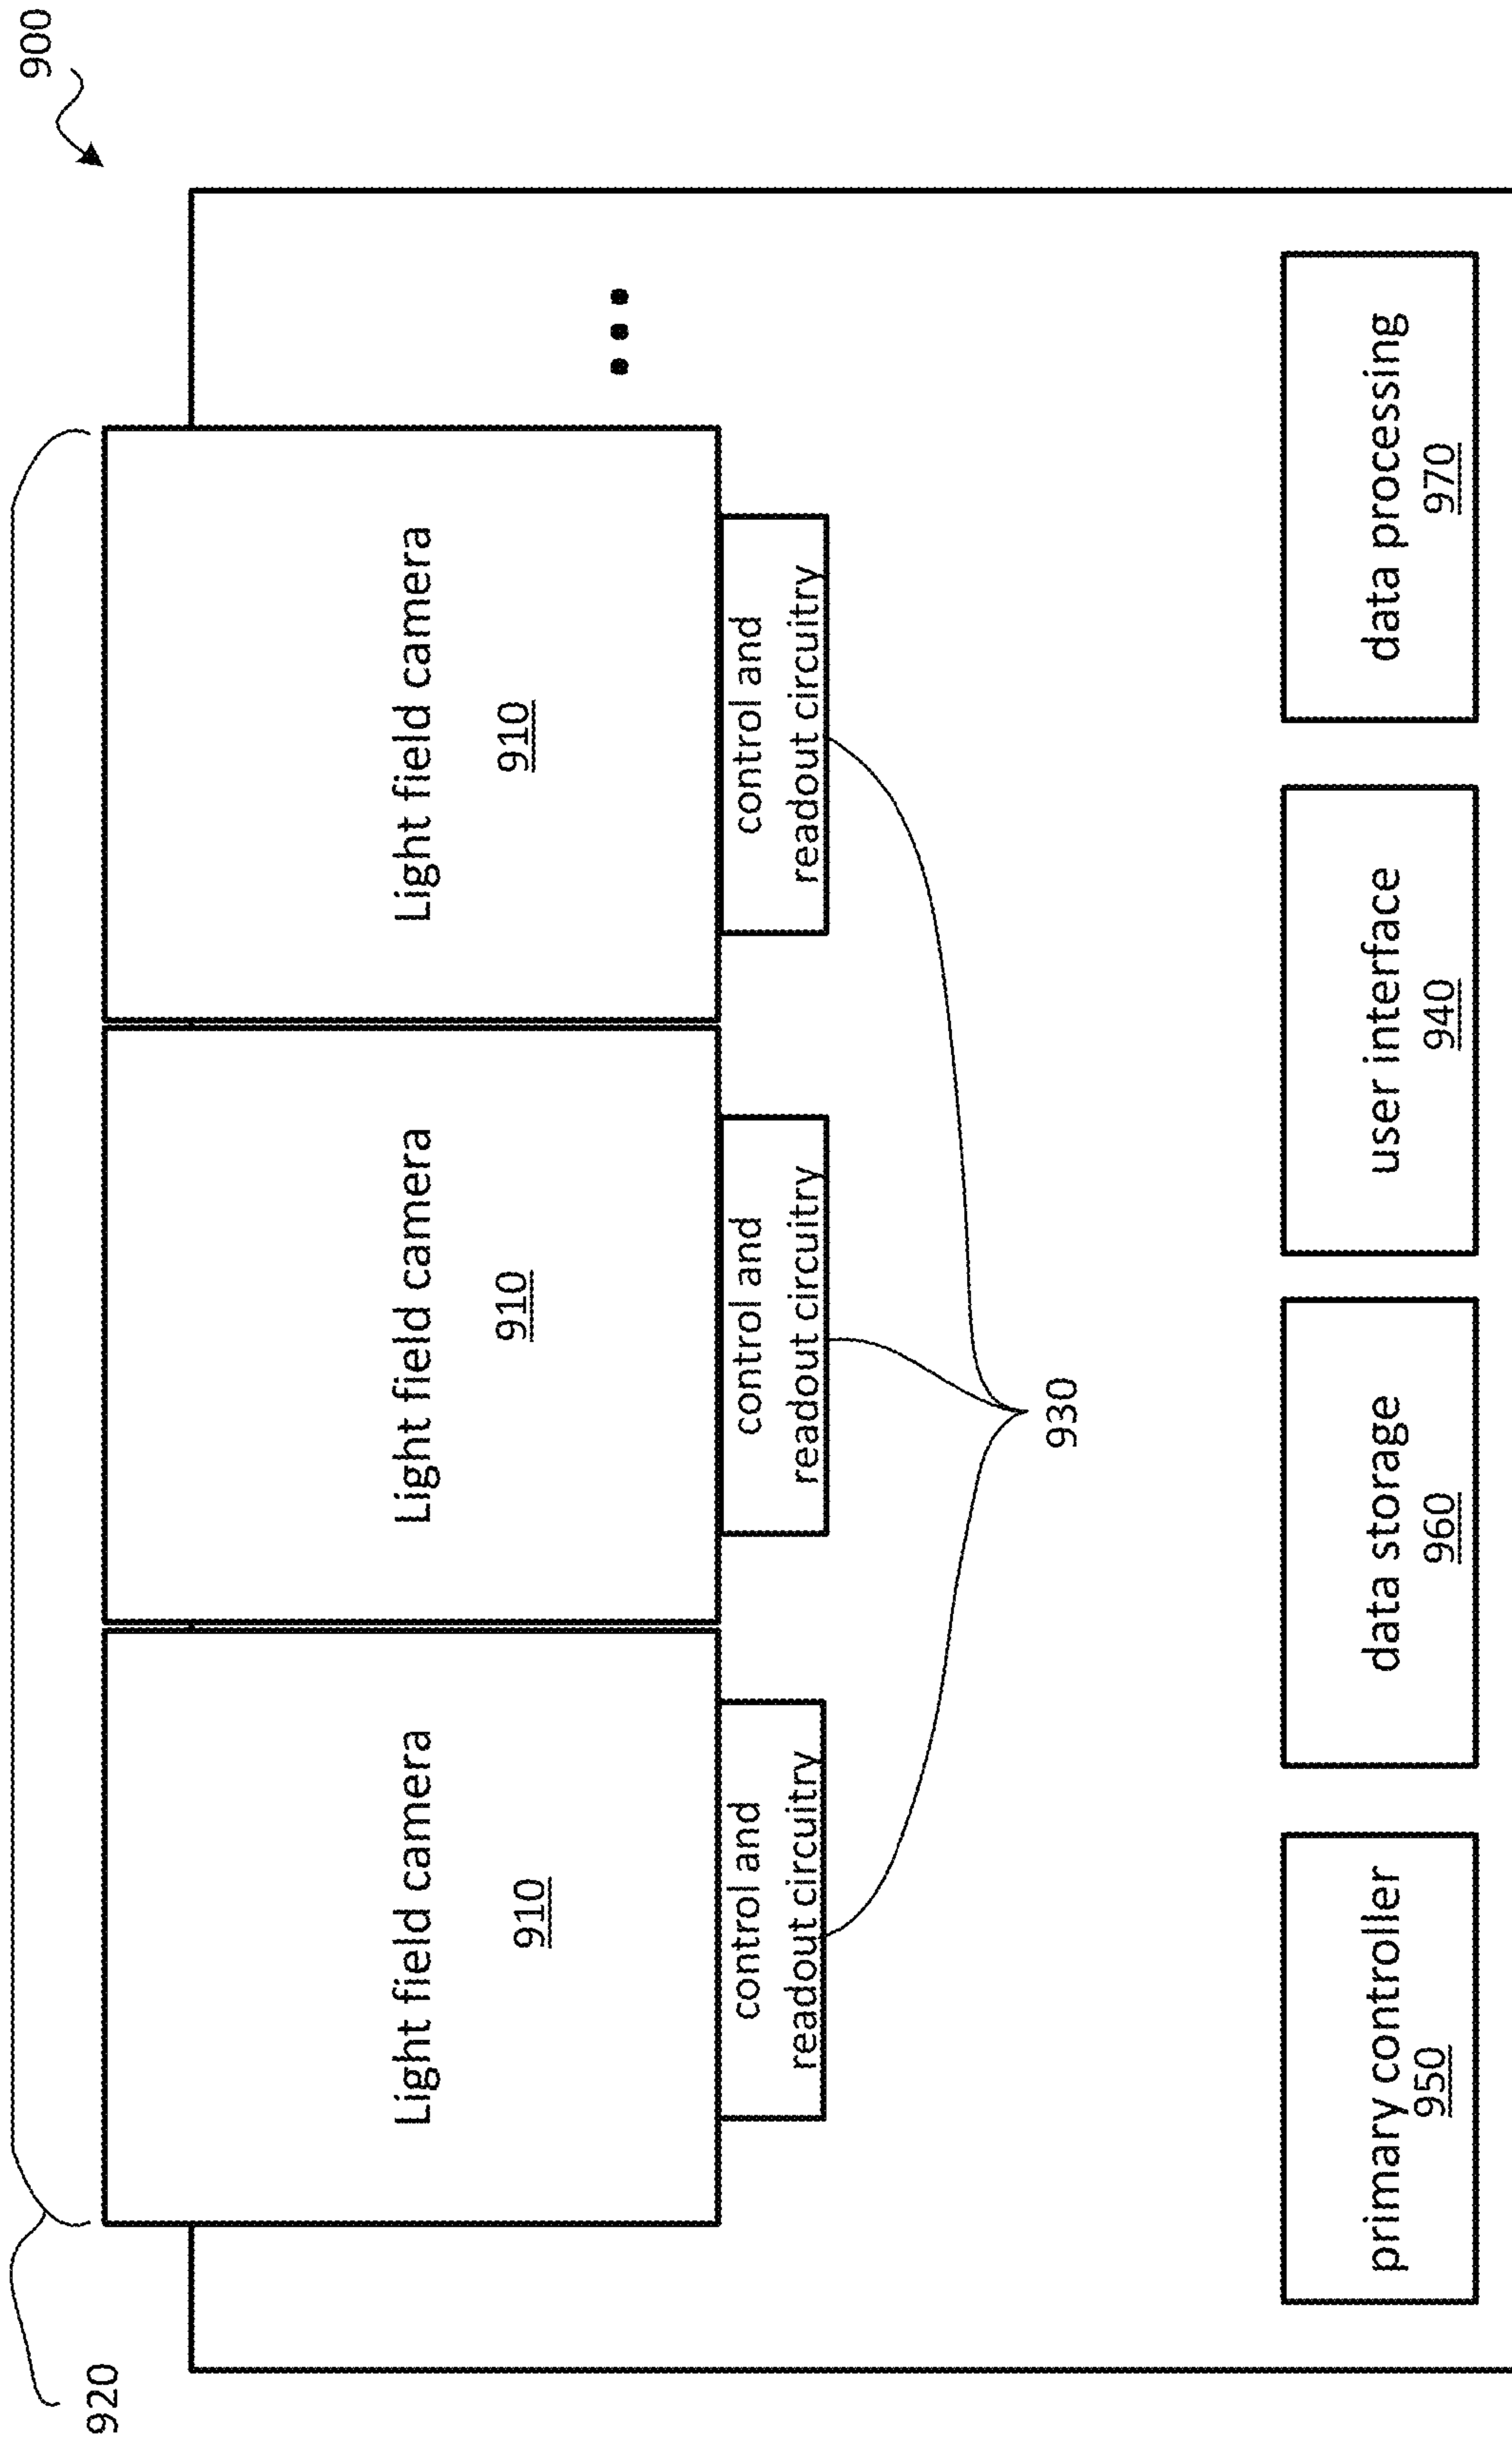 900
920
Light field camera
910
Light field camera
910
Light field camera
910
control and
readout circuitry
control and
readout circuitry
control and
readout circuitry
930
primary controller
950
data storage
960
user interface
940
data processing
970